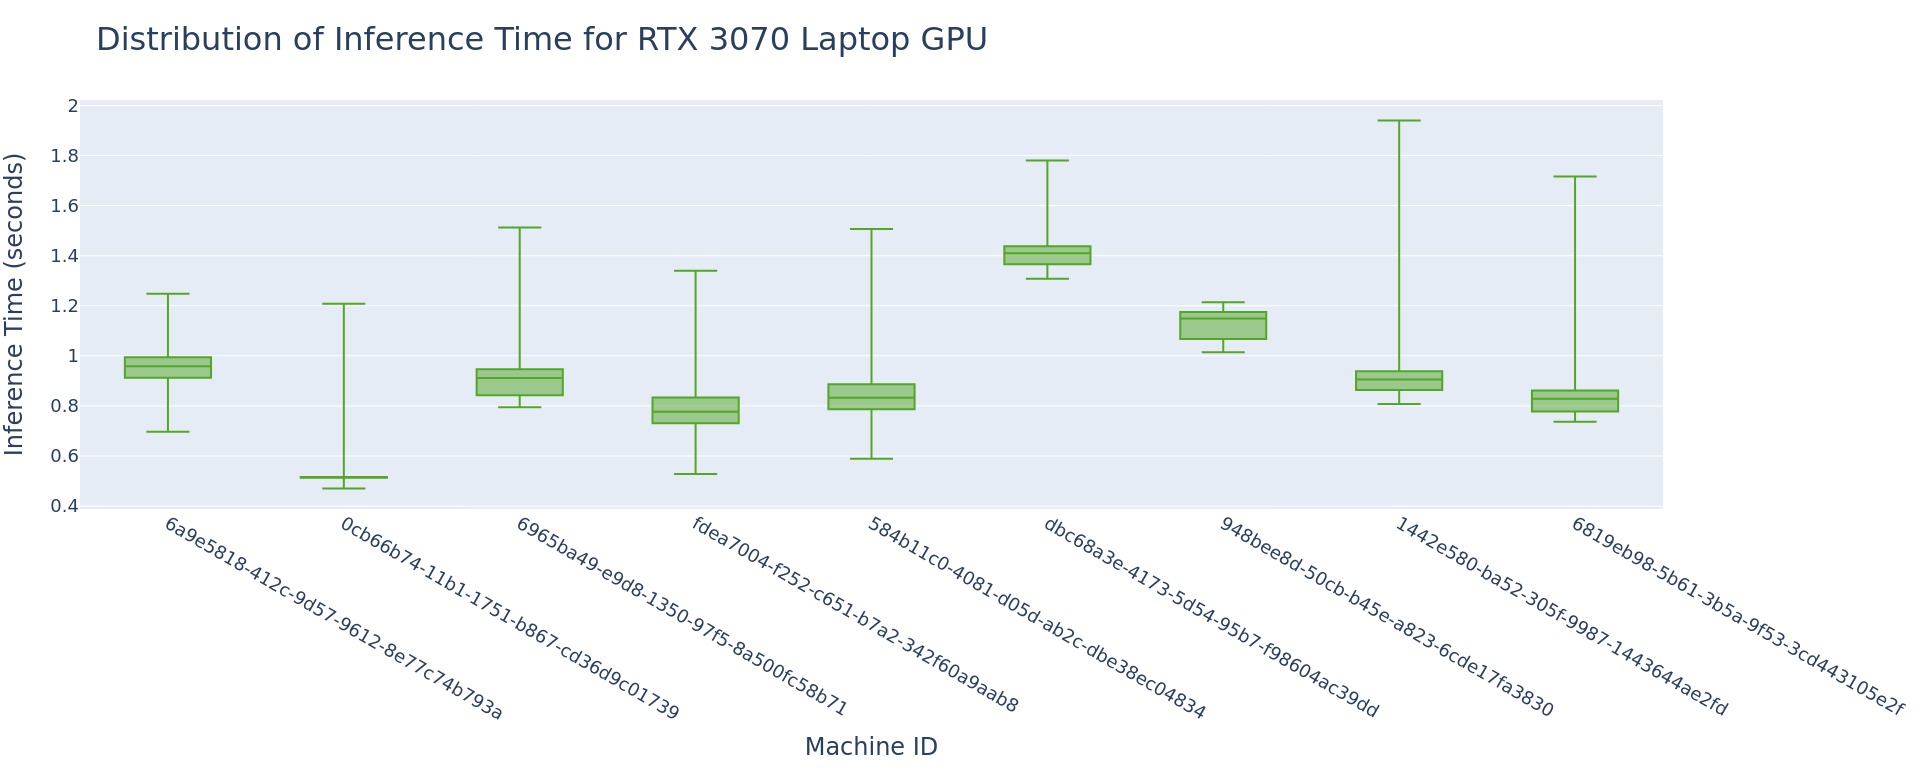 Distribution of Inference Time for RTX 3070 Laptop GPU
Inference Time (seconds)
2
1.8
1.6
1.4
1.2
1
0.8
0.6
0.4
6a9e5818-412c-9d57-9612-8e77c74b793a
0cb66b74-11b1-1751-b867-cd36d9c01739
6965ba49-e9d8-1350-97f5-8a500fc58b71
fdea7004-f252-c651-b7a2-342f60a9aab8
584b11c0-4081-d05d-ab2c-dbe38ec04834
dbc68a3e-4173-5d54-95b7-f98604ac39dd
948bee8d-50cb-b45e-a823-6cde17fa3830
1442e580-ba52-305f-9987-1443644ae2fd
6819eb98-5b61-3b5a-9f53-3cd443105e2f
Machine ID